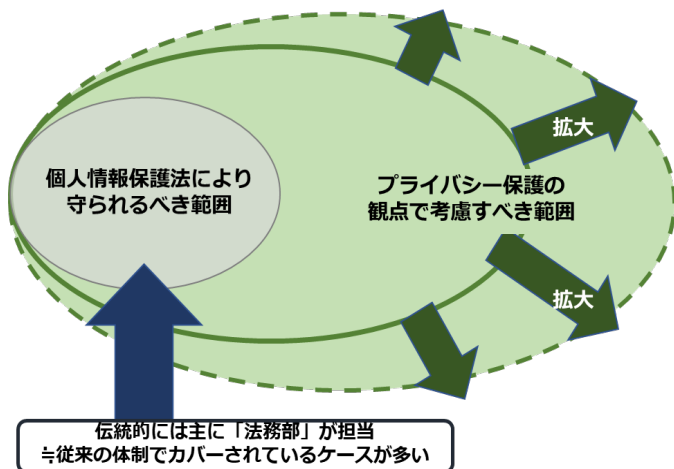 拡大
個人情報保護法により
守られるべき範囲
プライバシー保護の
観点で考慮すべき範囲
拡大
伝統的には主に「法務部」が担当
≒従来の体制でカバーされているケースが多い